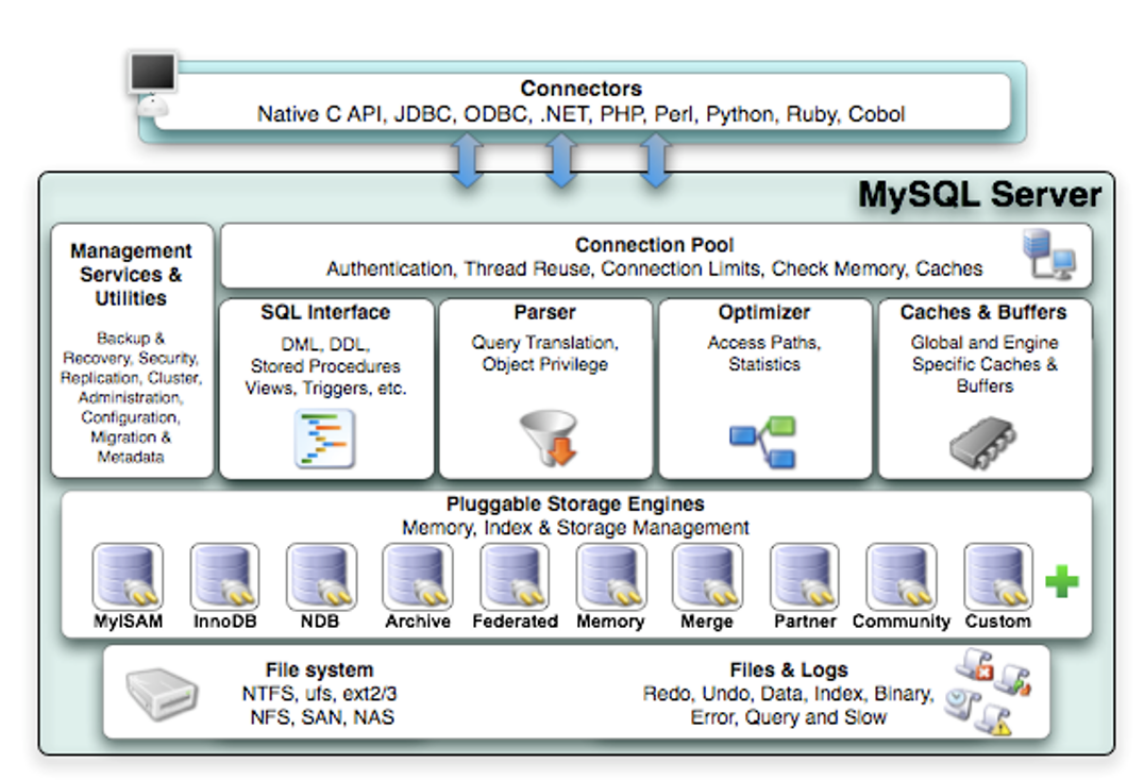 Connectors
Native C API, JDBC, ODBC, .NET, PHP, Perl, Python, Ruby, Cobol
MySQL Server
Management
Services &
Utilities
Backup &
Recovery, Security,
Replication, Cluster,
Administration,
Configuration,
Migration &
Metadata
Connection Pool
Authentication, Thread Reuse, Connection Limits, Check Memory, Caches
SQL Interface
DML, DDL,
Stored Procedures
Views, Triggers, etc.
Parser
Query Translation,
Object Privilege
Optimizer
Access Paths,
Statistics
Caches & Buffers
Global and Engine
Specific Caches &
Buffers
Pluggable Storage Engines
Memory, Index & Storage Management
MyISAM
InnoDB
NDB
Archive
Federated
Memory
Merge
Partner
Community
Custom
File system
NTFS, ufs, ext2/3
NFS, SAN, NAS
Files & Logs
Redo, Undo, Data, Index, Binary,
Error, Query and Slow